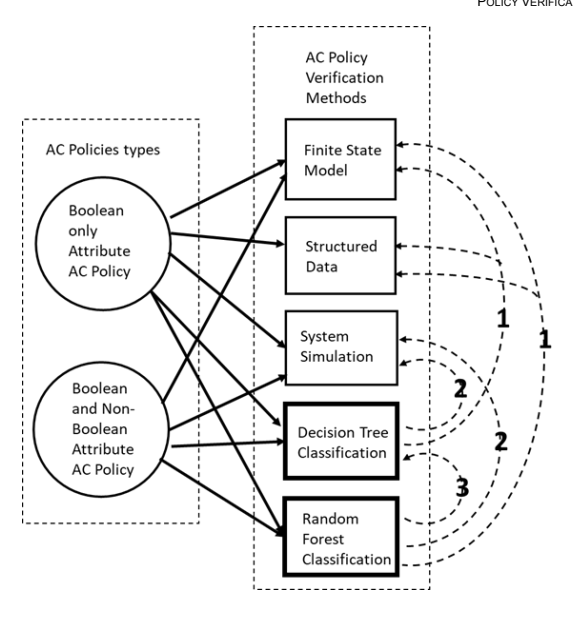 POLICY VERIFICA
AC Policy
Verification
Methods
AC Policies types
Finite State
Model
Boolean
only
Attribute
AC Policy
Structured
Data
System
Simulation
1
1
Boolean
and Non-
Boolean
Attribute
AC Policy
2
Decision Tree
Classification
2
3
Random
Forest
Classification